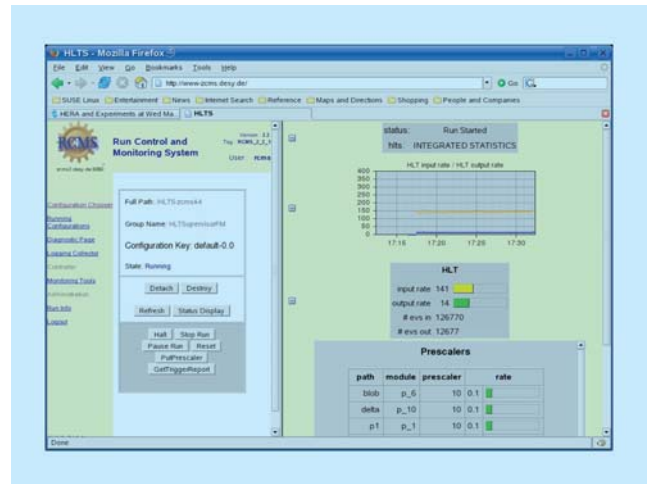 HLTS - Mozilla Firefox
File Edit View Go Bookmarks Tools Help
http://www-pcms.desy.de/
Go
SUSE Linux Entertainment News Internet Search Reference Maps and Directions Shopping People and Companies
HERA and Experiments at Wed Ma... HLTS
RCMS
Run Control and
Monitoring System
User
Configuration Chooser
Running
Configurations
Diagnostic Page
Logging Collector
Controller
Monitoring Tools
Administration
Run Info
Logout
Full Path: HLTS:pcms44
Group Name: HLTSupervisorFM
Configuration Key: default-0.0
State: Running
Detach Destroy
Refresh Status Display
Halt Stop Run
Pause Run Reset
PutPrescaler
GetTriggerReport
status: Run Started
hlts: INTEGRATED STATISTICS
HLT input rate / HLT output rate
400
350
300
250
200
150
100
50
0
17:15 17:20 17:25 17:30
HLT
input rate 141
output rate 14
# evs in 126770
# evs out 12677
Prescalers
path module prescaler rate
blob p_6 10 0.1
delta p_10 10 0.1
p1 p_1 10 0.1
Done